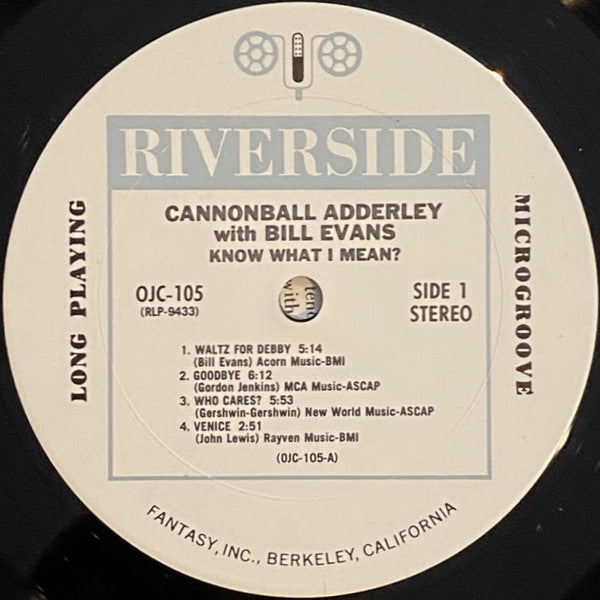 RIVERSIDE
CANNONBALL ADDERLEY
with BILL EVANS
KNOW WHAT I MEAN?
LONG PLAYING
MICROGROOVE
OJC-105
(RLP-9433)
SIDE 1
STEREO
with
1. WALTZ FOR DEBBY 5:14
(Bill Evans) Acorn Music-BMI
2. GOODBYE 6:12
(Gordon Jenkins) MCA Music-ASCAP
3. WHO CARES? 5:53
(Gershwin-Gershwin) New World Music-ASCAP
4. VENICE 2:51
(John Lewis) Rayven Music-BMI
(OJC-105-A)
FANTASY, INC., BERKELEY, CALIFORNIA